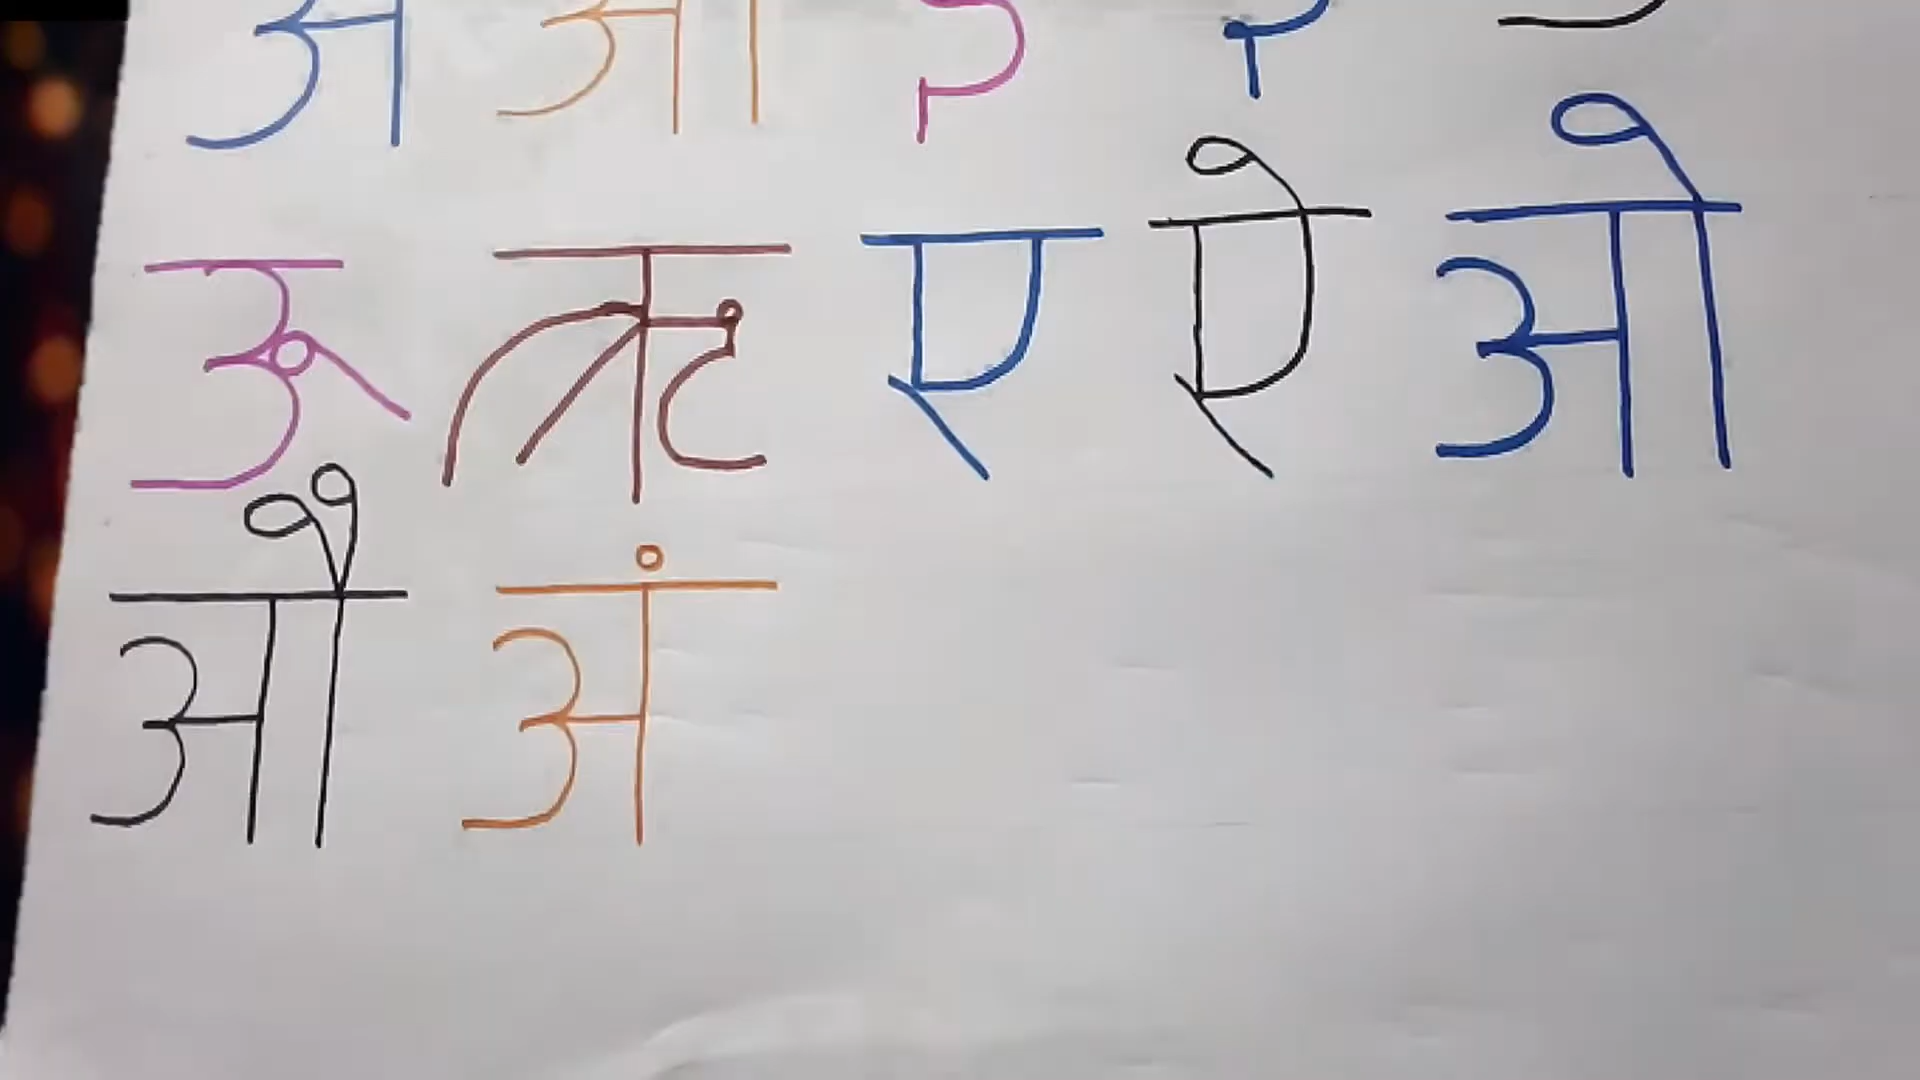 अ आ इ
ऊ ऋ ए ऐ ओ
औ अं